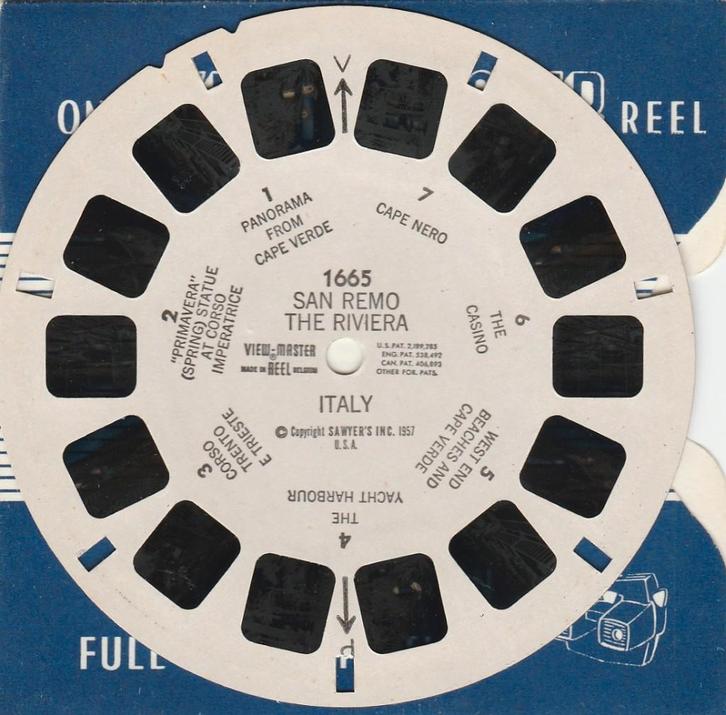 REEL
1
PANORAMA
FROM
CAPE VERDE
7
CAPE NERO
2
"PRIMAVERA"
(SPRING) STATUE
AT CORSO
IMPERATRICE
1665
SAN REMO
THE RIVIERA
6
THE
CASINO
VIEW-MASTER
MADE IN REEL BELGIUM
U.S. PAT. 2,189,285
ENG. PAT. 538,492
CAN. PAT. 406,893
OTHER FOR. PATS.
ITALY
© Copyright SAWYER'S INC. 1957
U.S.A.
3
CORSO
TRENTO
E TRIESTE
5
WEST END
BEACHES AND
CAPE VERDE
4
THE
YACHT HARBOUR
FULL